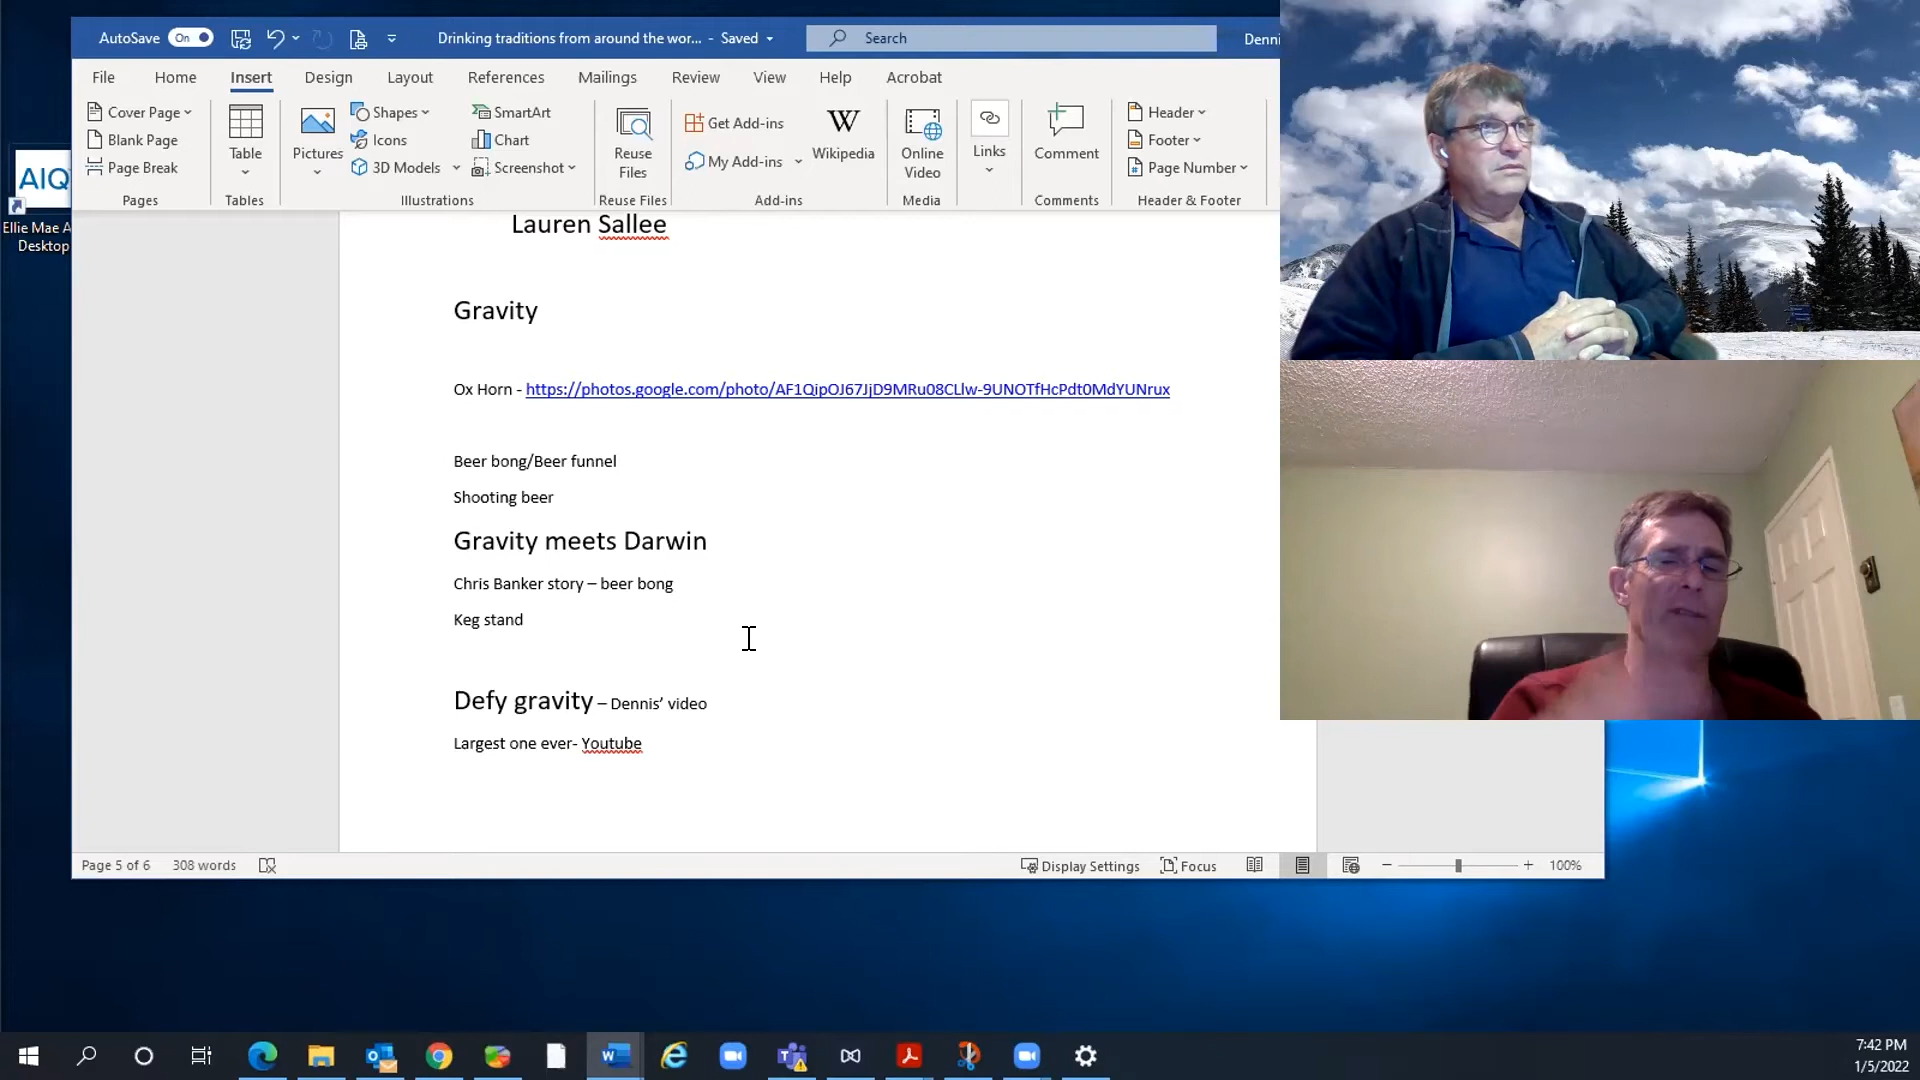 AutoSave On Drinking traditions from around the wor... - Saved Search Denni
File Home Insert Design Layout References Mailings Review View Help Acrobat
Cover Page
Blank Page
Page Break
Pages
Table
Tables
Pictures
Shapes
Icons
3D Models
SmartArt
Chart
Screenshot
Illustrations
Reuse
Files
Reuse Files
Get Add-ins
My Add-ins
W
Wikipedia
Add-ins
Online
Video
Media
Links
Comment
Comments
Header
Footer
Page Number
Header & Footer
AIQ
Ellie Mae A
Desktop
Lauren Sallee
Gravity
Ox Horn - https://photos.google.com/photo/AF1QipOJ67JjD9MRu08CLlw-9UNOTfHcPdt0MdYUNrux
Beer bong/Beer funnel
Shooting beer
Gravity meets Darwin
Chris Banker story – beer bong
Keg stand
Defy gravity – Dennis’ video
Largest one ever- Youtube
Page 5 of 6 308 words Display Settings Focus 100%
7:42 PM
1/5/2022